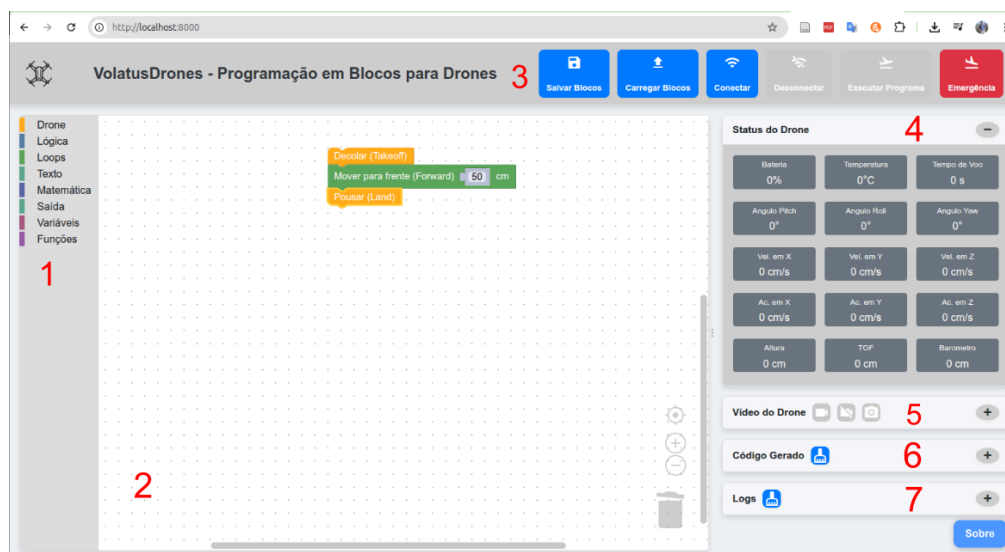 http://localhost:8000
VolatusDrones - Programação em Blocos para Drones
3
Salvar Blocos
Carregar Blocos
Conectar
Desconectar
Executar Programa
Emergência
Drone
Lógica
Loops
Texto
Matemática
Saída
Variáveis
Funções
1
Decolar (Takeoff)
Mover para frente (Forward) 50 cm
Pousar (Land)
2
Status do Drone
4
Bateria
0%
Temperatura
0°C
Tempo de Voo
0 s
Angulo Pitch
0°
Angulo Roll
0°
Angulo Yaw
0°
Vel. em X
0 cm/s
Vel. em Y
0 cm/s
Vel. em Z
0 cm/s
Ac. em X
0 cm/s
Ac. em Y
0 cm/s
Ac. em Z
0 cm/s
Altura
0 cm
TOF
0 cm
Barometro
0 cm
Vídeo do Drone
5
Código Gerado
6
Logs
7
Sobre